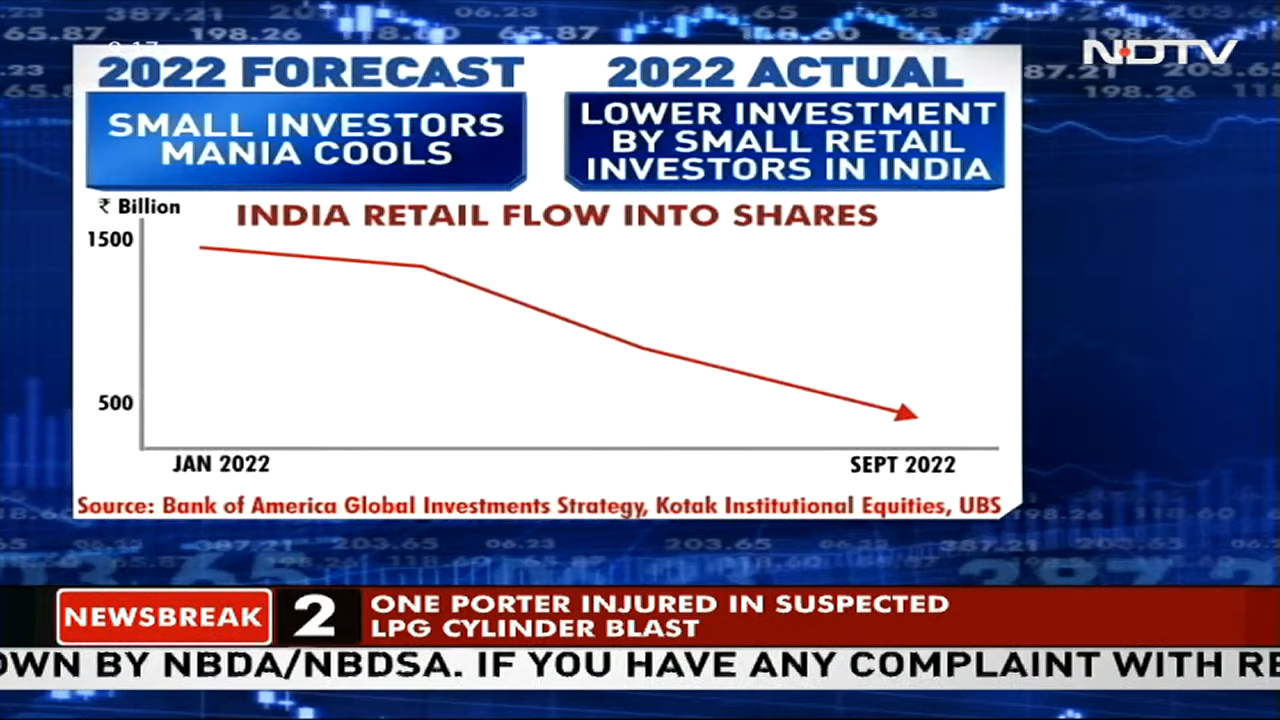 NDTV
2022 FORECAST
2022 ACTUAL
SMALL INVESTORS
MANIA COOLS
LOWER INVESTMENT
BY SMALL RETAIL
INVESTORS IN INDIA
₹ Billion
INDIA RETAIL FLOW INTO SHARES
1500
500
JAN 2022
SEPT 2022
Source: Bank of America Global Investments Strategy, Kotak Institutional Equities, UBS
NEWSBREAK
2
ONE PORTER INJURED IN SUSPECTED
LPG CYLINDER BLAST
OWN BY NBDA/NBDSA. IF YOU HAVE ANY COMPLAINT WITH RE